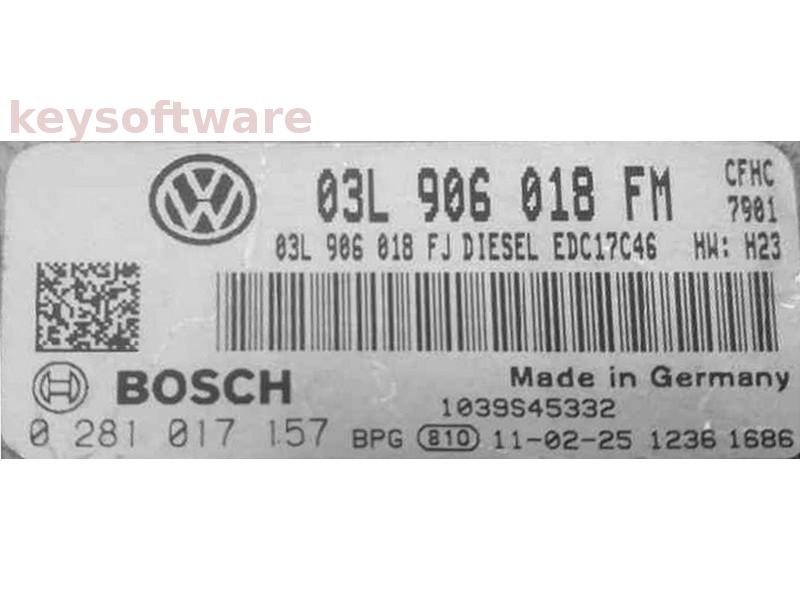 keysoftware
03L 906 018 FM CFHC
7901
03L 906 018 FJ DIESEL EDC17C46 HW: H23
BOSCH Made in Germany
1039S45332
0 281 017 157 BPG 810 11-02-25 1236 1686